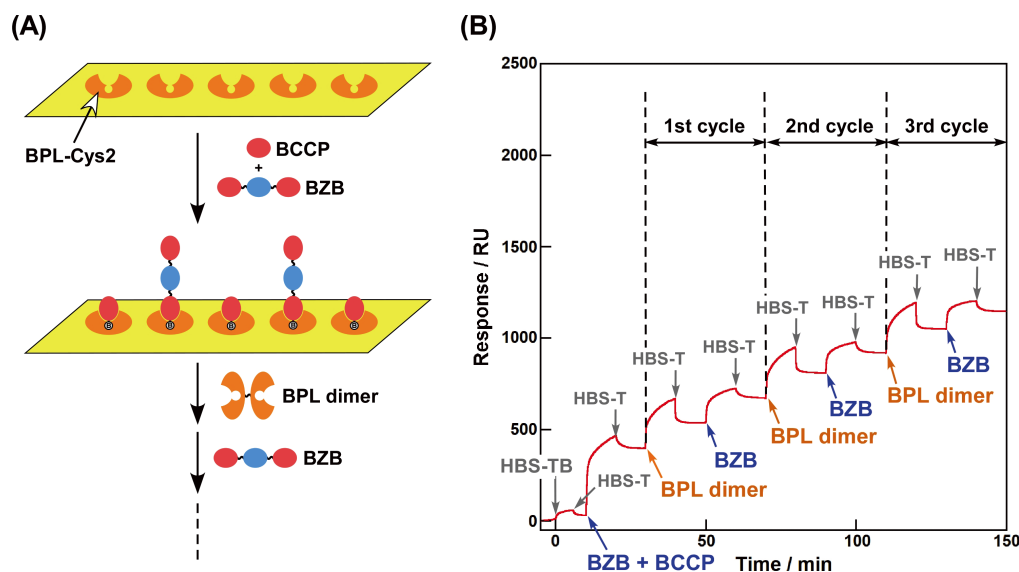 (A)
BPL-Cys2
BCCP
+
BZB
B
B
B
B
B
BPL dimer
BZB
(B)
Response / RU
2500
2000
1500
1000
500
0
1st cycle
2nd cycle
3rd cycle
HBS-TB
HBS-T
HBS-T
HBS-T
HBS-T
HBS-T
HBS-T
HBS-T
HBS-T
BZB + BCCP
BPL dimer
BZB
BPL dimer
BZB
BPL dimer
BZB
0
50
100
150
Time / min